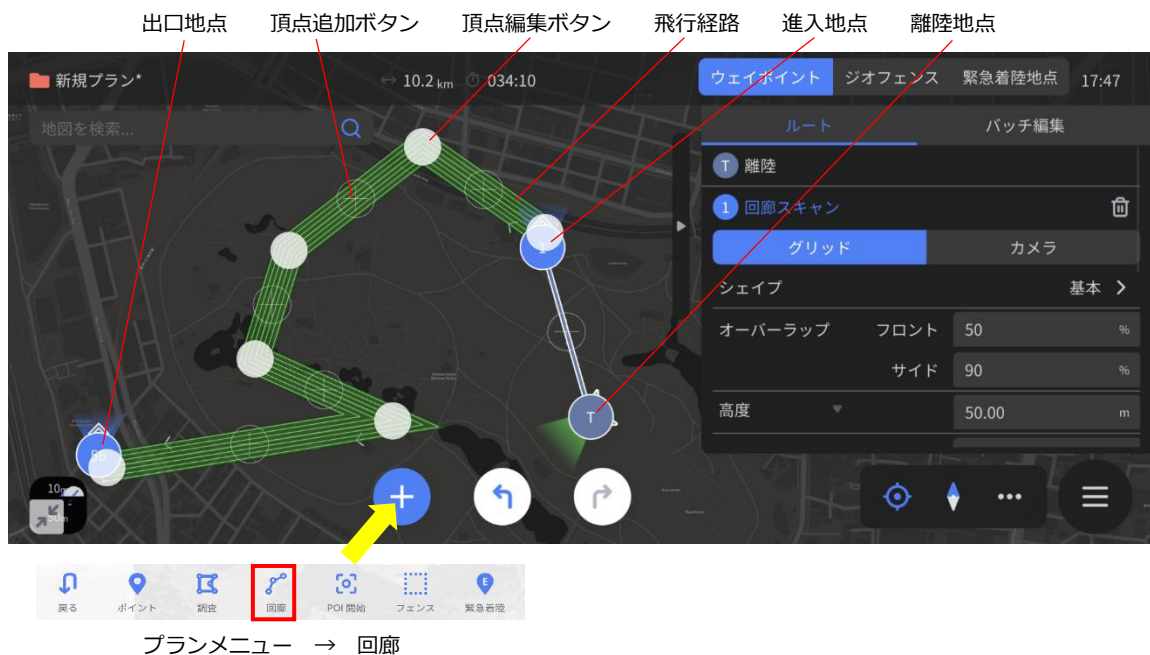 出口地点 頂点追加ボタン 頂点編集ボタン 飛行経路 進入地点 離陸地点
新規プラン* 10.2 km 034:10 ウェイポイント ジオフェンス 緊急着陸地点 17:47
地図を検索... ルート バッチ編集
T 離陸
1 回廊スキャン
グリッド カメラ
シェイプ 基本
オーバーラップ フロント 50 %
サイド 90 %
高度 50.00 m
1
T
10m
50m
戻る ポイント 調査 回廊 POI 開始 フェンス 緊急着陸
E
プランメニュー → 回廊